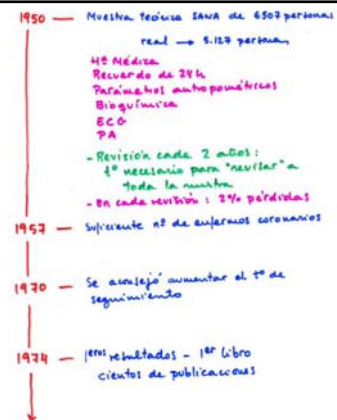 1950 — Muestra teórica SANA de 6507 personas
real → 5.127 personas
Hª Médica
Recuerdo de 24h
Parámetros antropométricos
Bioquímica
ECG
PA
- Revisión cada 2 años:
tº necesario para "revisar" a
toda la muestra
- En cada revisión: 2% pérdidas
1957 — Suficiente nº de enfermos coronarios
1970 — Se aconsejó aumentar el tº de
seguimiento
1974 — 1eros resultados - 1er libro
cientos de publicaciones